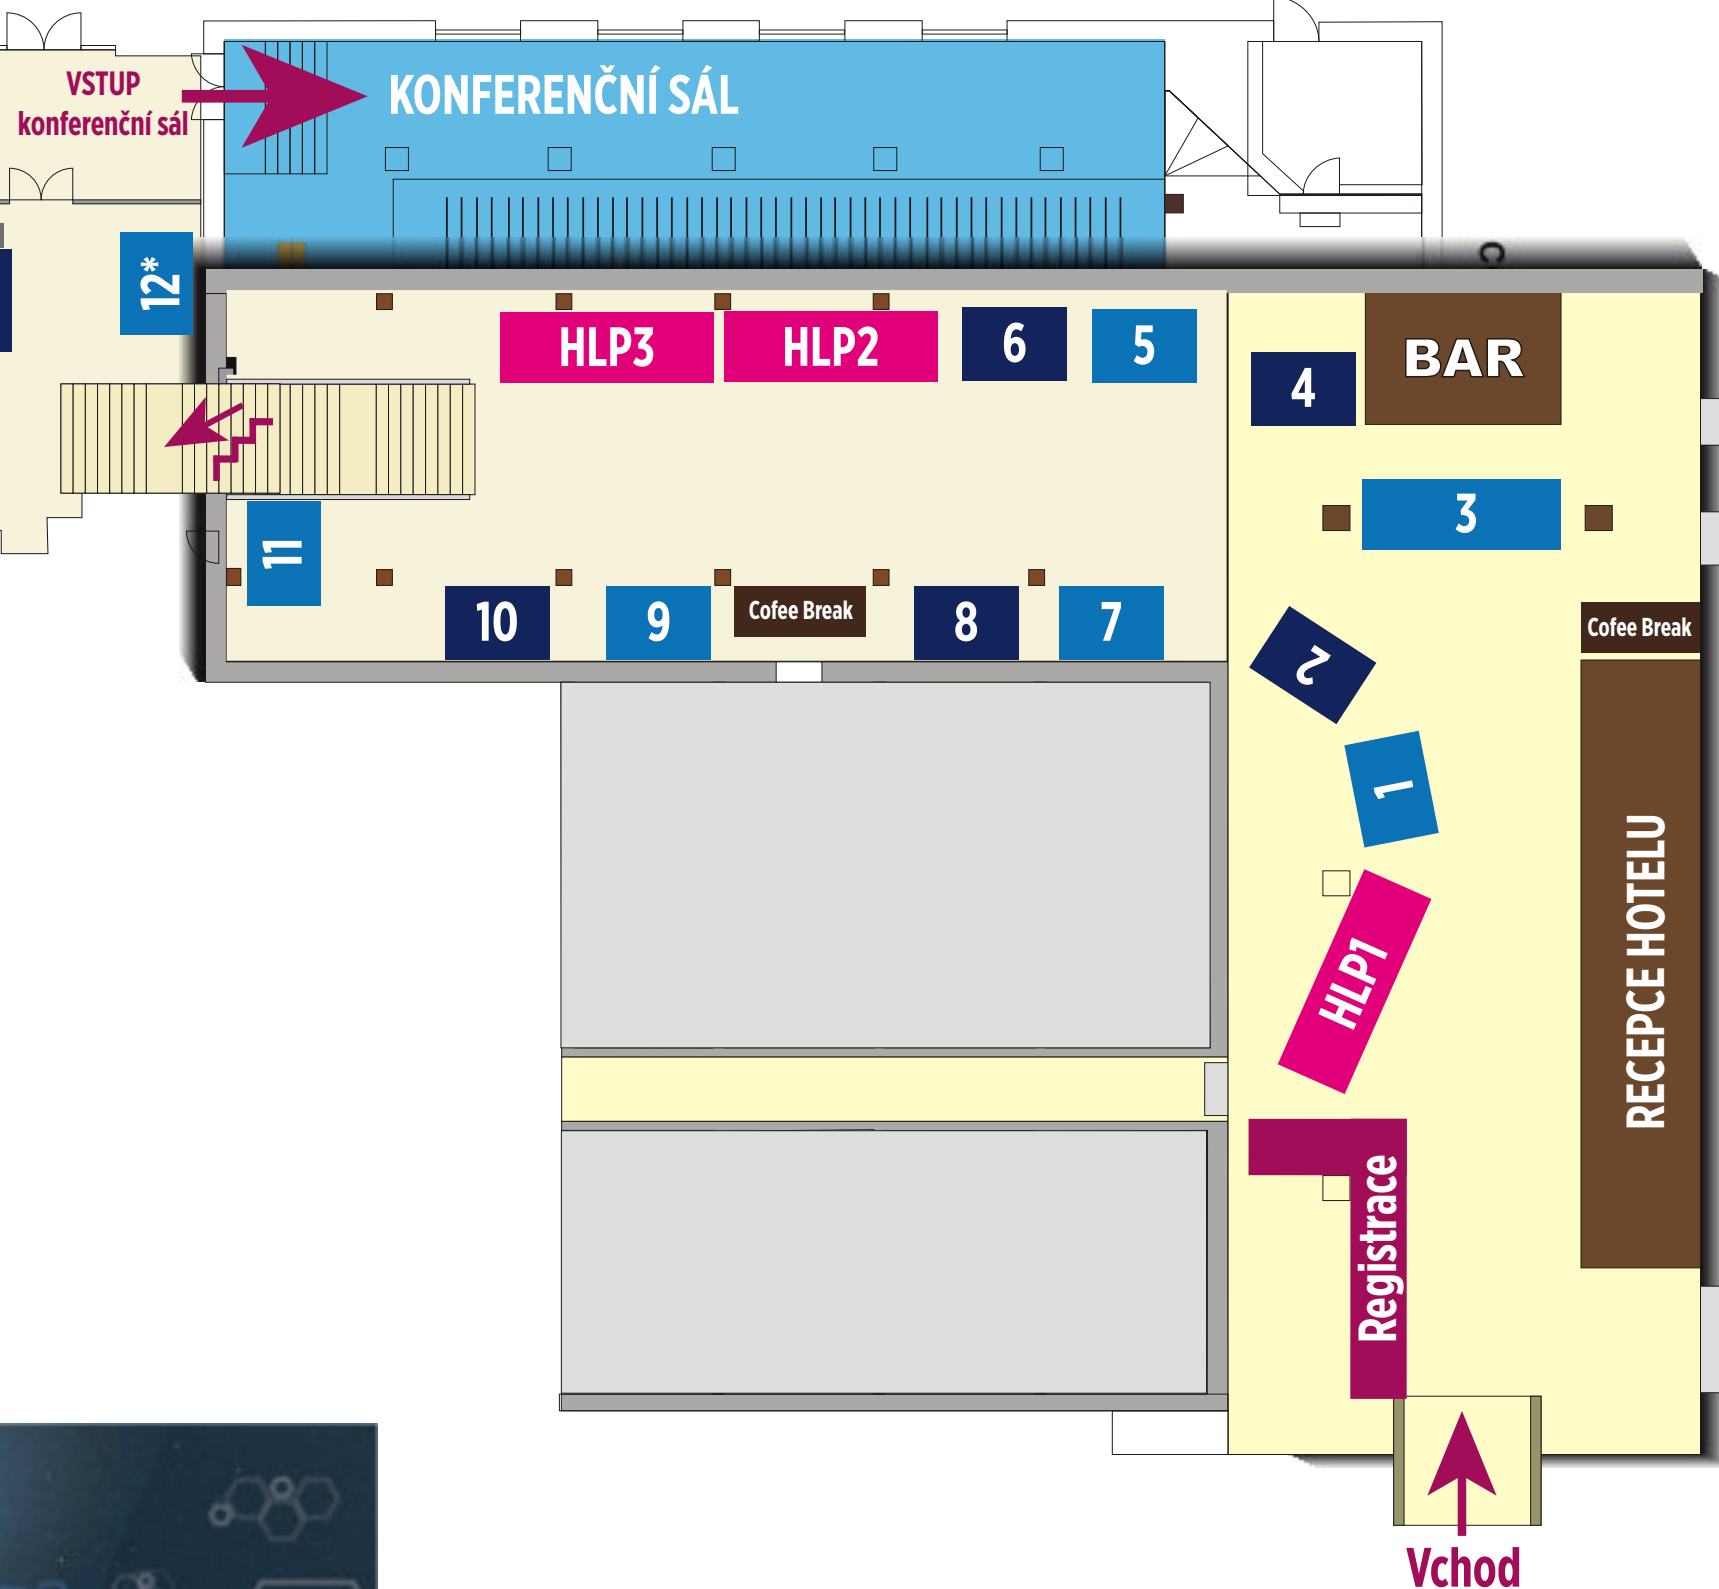 VSTUP
konferenční sál
KONFERENČNÍ SÁL
C
12*
HLP3
HLP2
6
5
4
BAR
3
11
10
9
Cofee Break
8
7
2
Cofee Break
1
HLP1
RECEPCE HOTELU
Registrace
Vchod